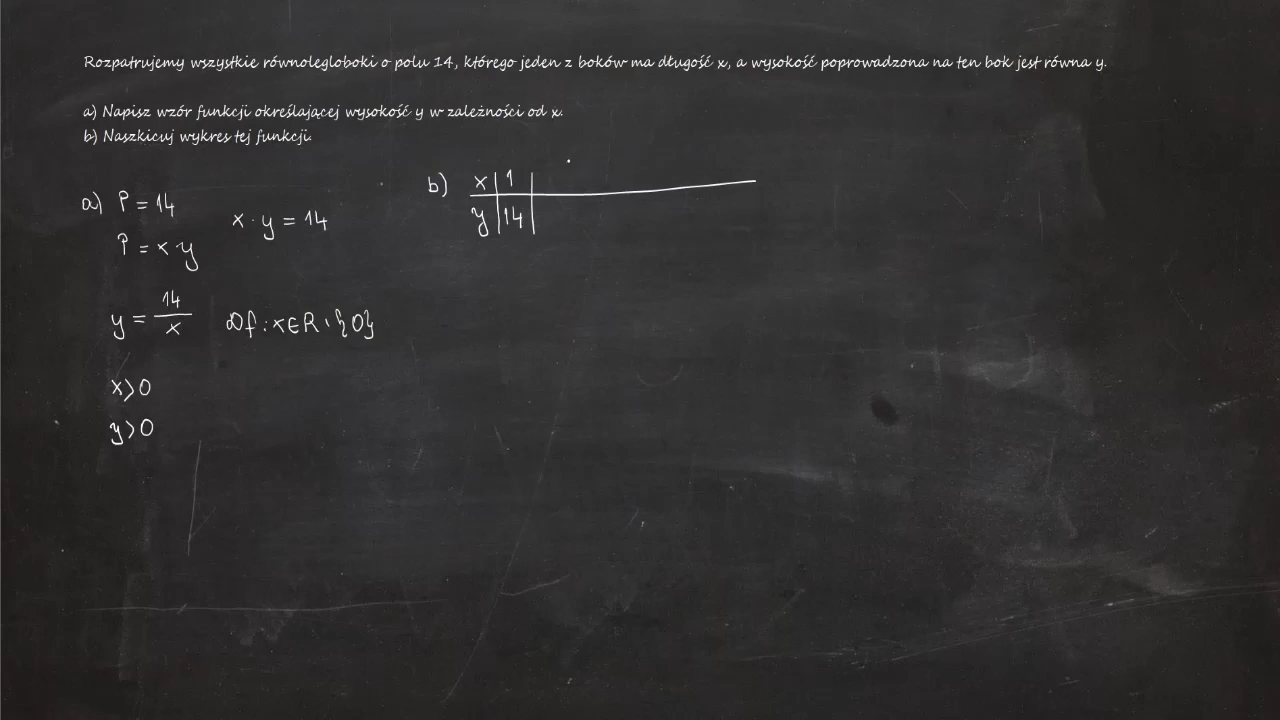 Rozpatrujemy wszystkie równoległoboki o polu 14, którego jeden z boków ma długość x, a wysokość poprowadzona na ten bok jest równa y.
a) Napisz wzór funkcji określającej wysokość y w zależności od x.
b) Naszkicuj wykres tej funkcji.
a) P = 14
P = x · y
x · y = 14
y = 14/x
Df: x∈R \ {0}
x>0
y>0
b) x | 1 |
y | 14 |